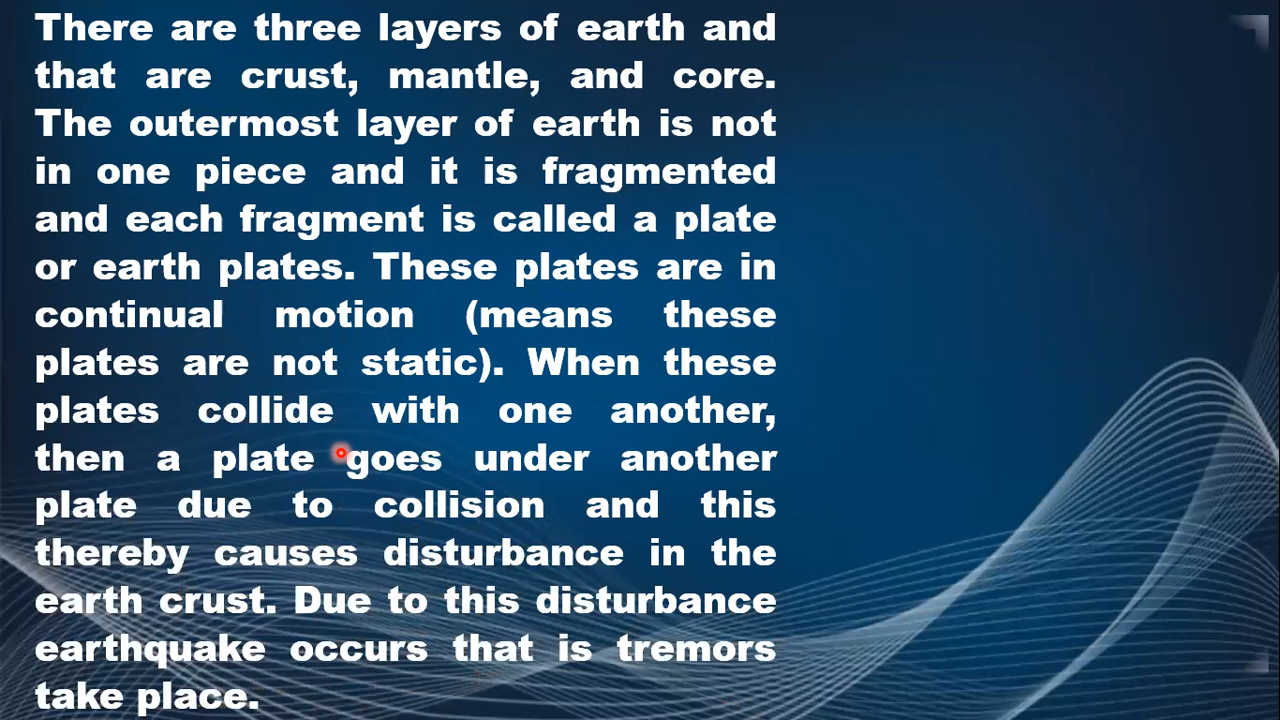 There are three layers of earth and
that are crust, mantle, and core.
The outermost layer of earth is not
in one piece and it is fragmented
and each fragment is called a plate
or earth plates. These plates are in
continual motion (means these
plates are not static). When these
plates collide with one another,
then a plate goes under another
plate due to collision and this
thereby causes disturbance in the
earth crust. Due to this disturbance
earthquake occurs that is tremors
take place.